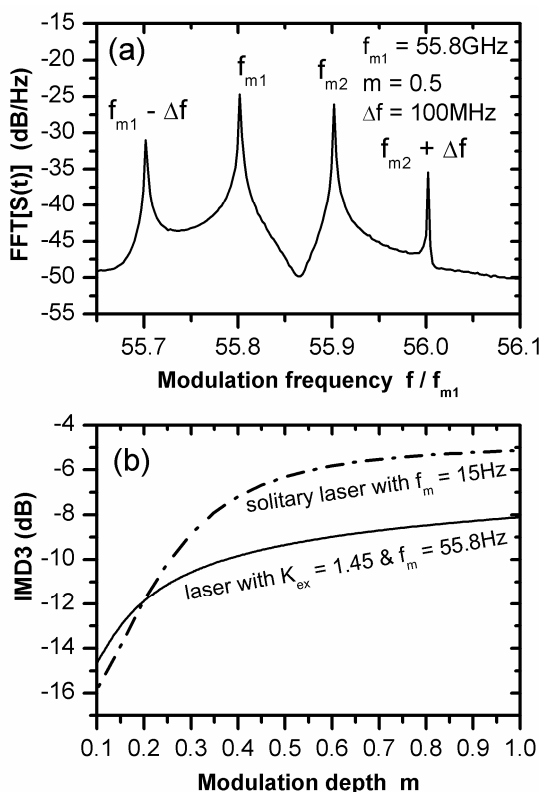 (a)
f_m1 = 55.8GHz
m = 0.5
Δf = 100MHz
f_m1 - Δf
f_m1
f_m2
f_m2 + Δf
FFT[S(t)] (dB/Hz)
-15
-20
-25
-30
-35
-40
-45
-50
-55
55.7 55.8 55.9 56.0 56.1
Modulation frequency f / f_m1
(b)
IMD3 (dB)
-4
-6
-8
-10
-12
-14
-16
solitary laser with f_m = 15Hz
laser with K_ex = 1.45 & f_m = 55.8Hz
0.1 0.2 0.3 0.4 0.5 0.6 0.7 0.8 0.9 1.0
Modulation depth m